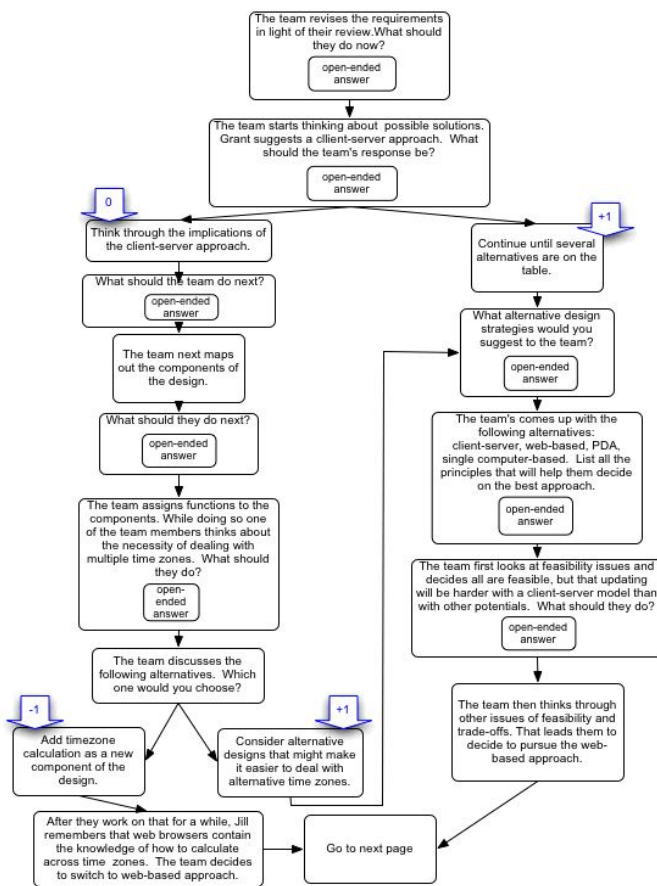 The team revises the requirements
in light of their review.What should
they do now?
open-ended
answer
The team starts thinking about possible solutions.
Grant suggests a cllient-server approach. What
should the team's response be?
open-ended
answer
0
Think through the implications of
the client-server approach.
What should the team do next?
open-ended
answer
The team next maps
out the components of
the design.
What should they do next?
open-ended
answer
The team assigns functions to the
components. While doing so one of
the team members thinks about
the necessity of dealing with
multiple time zones. What should
they do?
open-
ended
answer
The team discusses the
following alternatives. Which
one would you choose?
-1
Add timezone
calculation as a new
component of the
design.
+1
Consider alternative
designs that might make
it easier to deal with
alternative time zones.
After they work on that for a while, Jill
remembers that web browsers contain
the knowledge of how to calculate
across time zones. The team decides
to switch to web-based approach.
+1
Continue until several
alternatives are on the
table.
What alternative design
strategies would you
suggest to the team?
open-ended
answer
The team's comes up with the
following alternatives:
client-server, web-based, PDA,
single computer-based. List all the
principles that will help them decide
on the best approach.
open-ended
answer
The team first looks at feasibility issues and
decides all are feasible, but that updating
will be harder with a client-server model than
with other potentials. What should they do?
open-ended
answer
The team then thinks through
other issues of feasibility and
trade-offs. That leads them to
decide to pursue the web-
based approach.
Go to next page